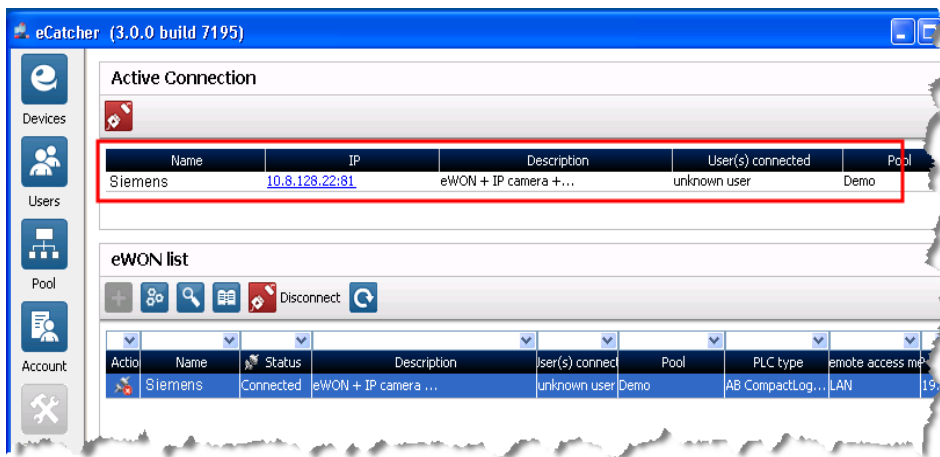 eCatcher (3.0.0 build 7195)
Devices
Users
Pool
Account
Active Connection
Name IP Description User(s) connected Pool
Siemens 10.8.128.22:81 eWON + IP camera +... unknown user Demo
eWON list
Disconnect
Actio Name Status Description Jser(s) connect Pool PLC type emote access me
Siemens Connected eWON + IP camera ... unknown user Demo AB CompactLog... LAN 19.